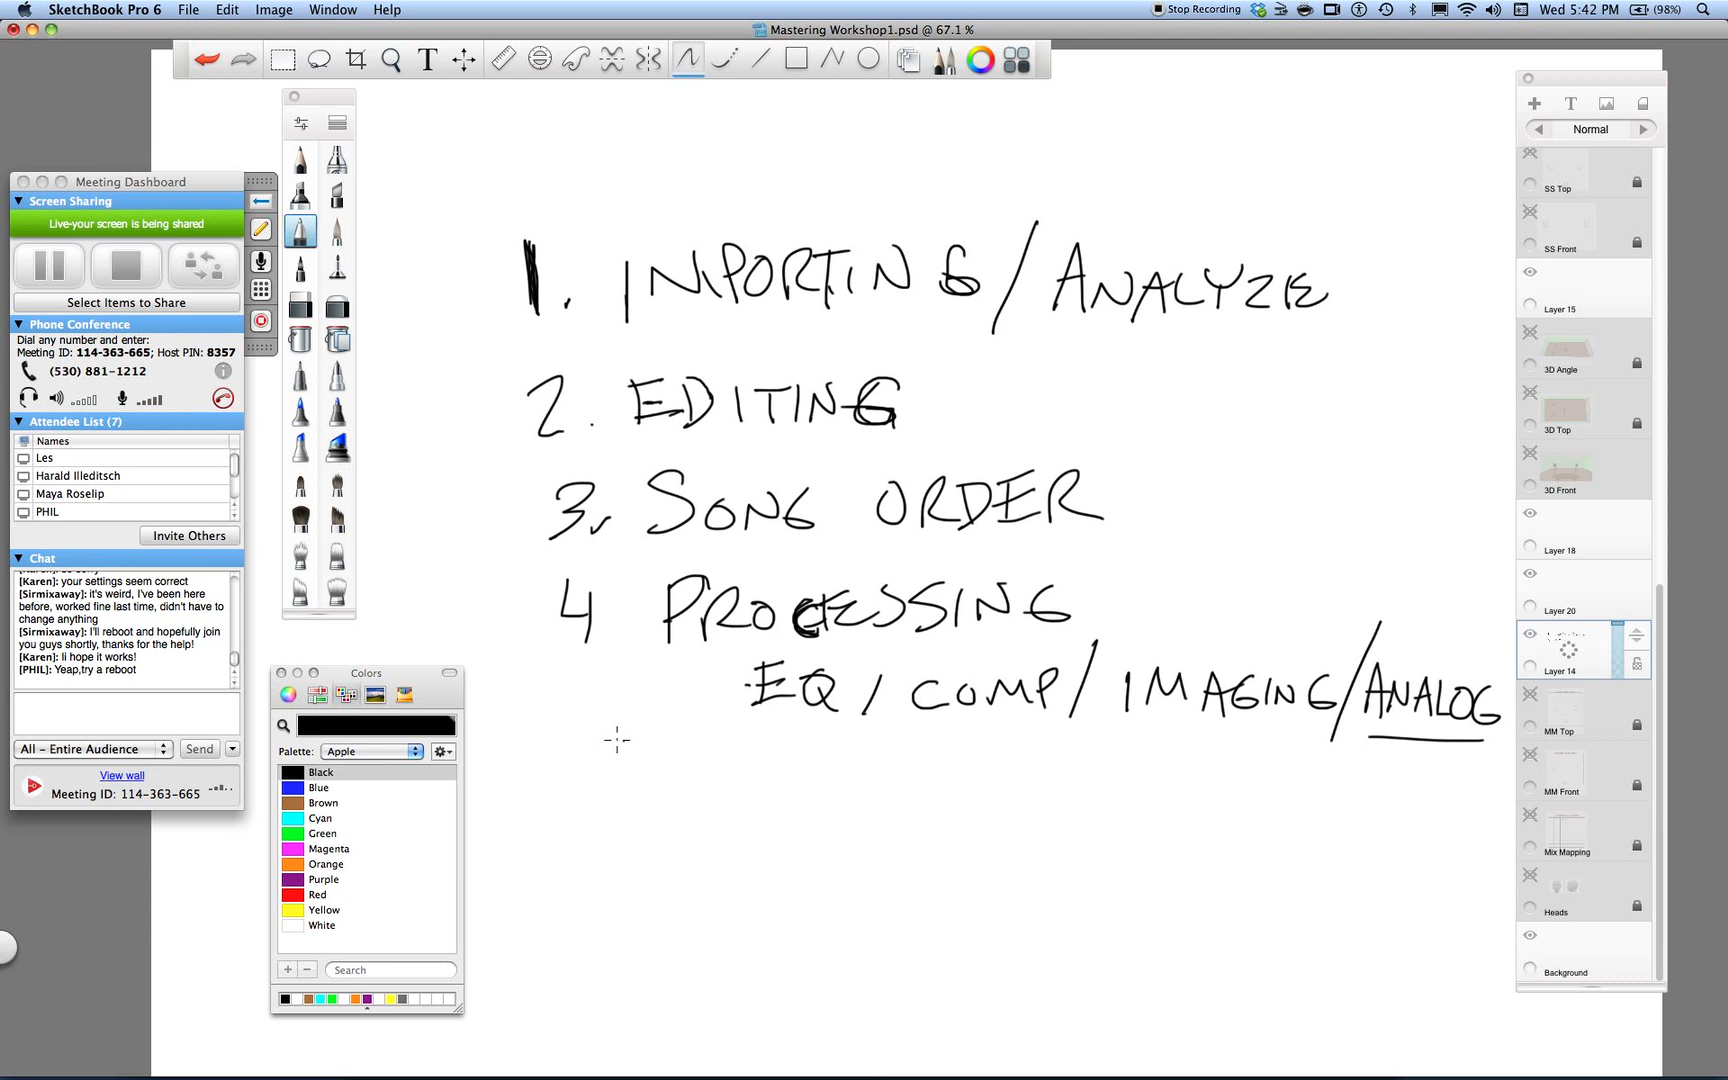 SketchBook Pro 6 File Edit Image Window Help Stop Recording Wed 5:42 PM (98%)
Mastering Workshop1.psd @ 67.1 %
Normal
SS Top
SS Front
Layer 15
3D Angle
3D Top
3D Front
Layer 18
Layer 20
Layer 14
MM Top
MM Front
Mix Mapping
Heads
Background
Meeting Dashboard
Screen Sharing
Live-your screen is being shared
Select Items to Share
Phone Conference
Dial any number and enter:
Meeting ID: 114-363-665; Host PIN: 8357
(530) 881-1212
Attendee List (7)
Names
Les
Harald Illeditsch
Maya Roselip
PHIL
Invite Others
Chat
[Karen]: your settings seem correct
[Sirmixaway]: it's weird, I've been here
before, worked fine last time, didn't have to
change anything
[Sirmixaway]: I'll reboot and hopefully join
you guys shortly, thanks for the help!
[Karen]: Ii hope it works!
[PHIL]: Yeap,try a reboot
All – Entire Audience Send
View wall
Meeting ID: 114-363-665
1. IMPORTING / ANALYZE
2. EDITING
3. SONG ORDER
4 PROCESSING
EQ / COMP / IMAGING / ANALOG
Colors
Palette: Apple
Black
Blue
Brown
Cyan
Green
Magenta
Orange
Purple
Red
Yellow
White
Search